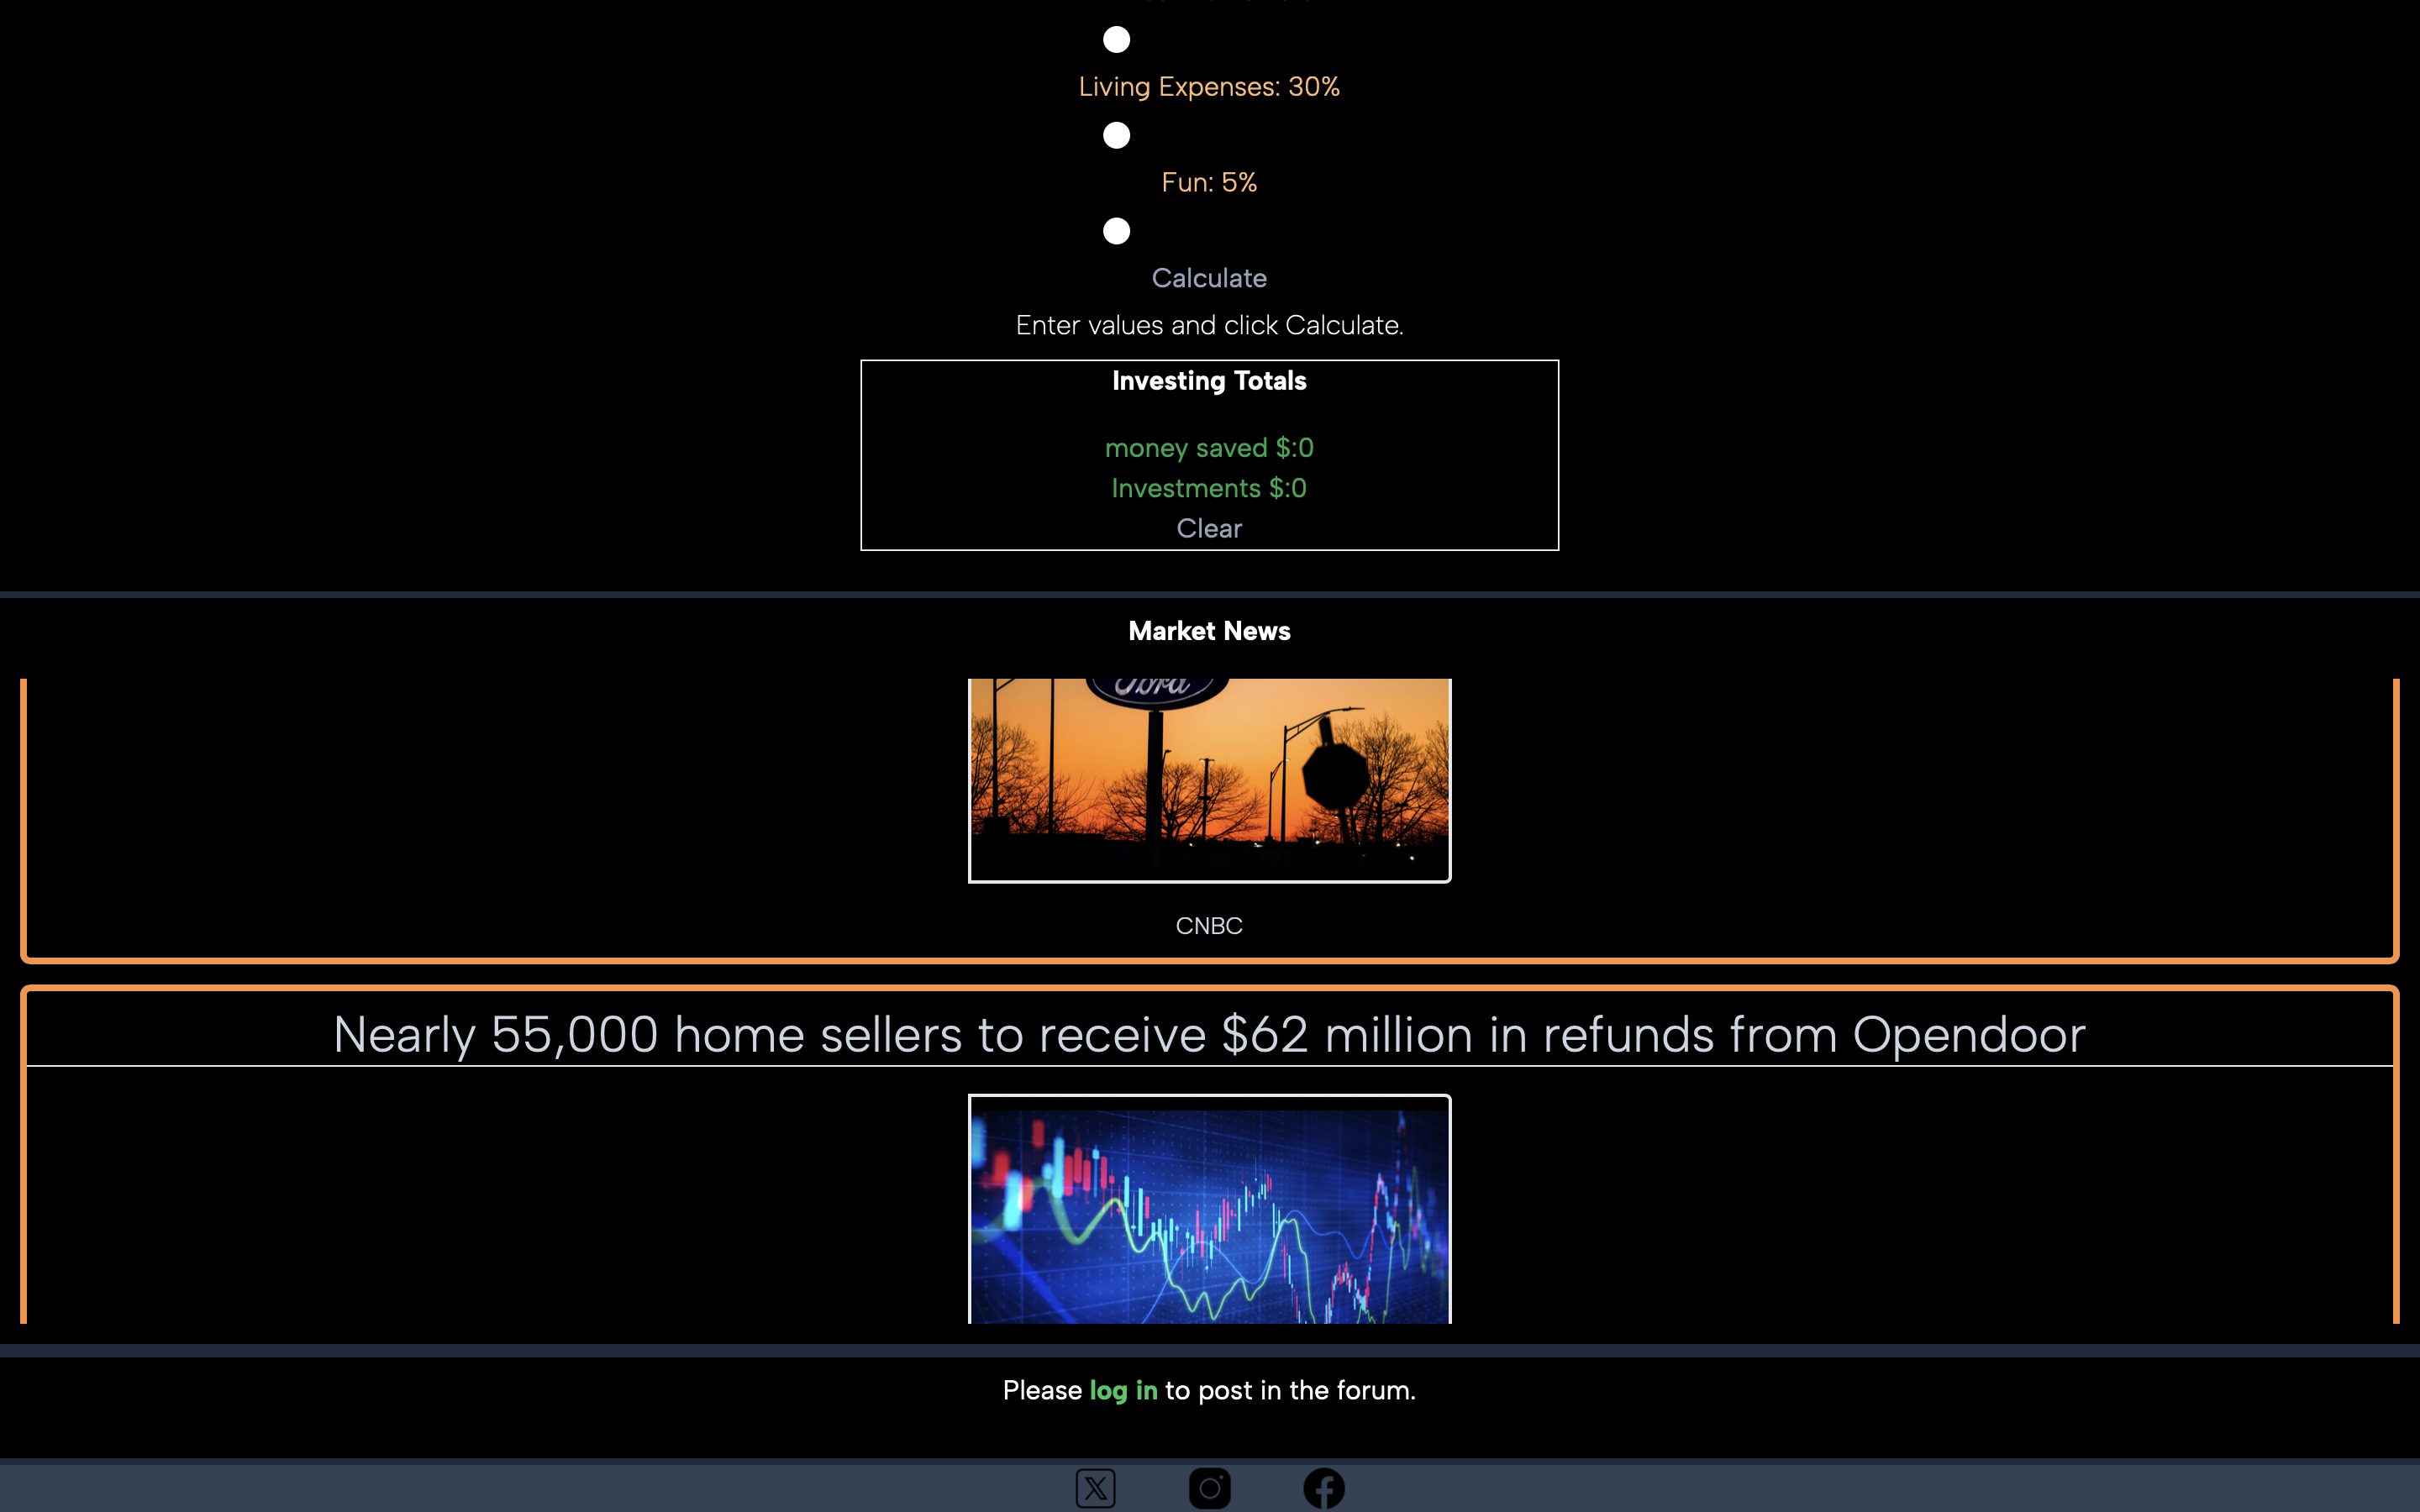 Living Expenses: 30%
Fun: 5%
Calculate
Enter values and click Calculate.
Investing Totals
money saved $:0
Investments $:0
Clear
Market News
Ford
CNBC
Nearly 55,000 home sellers to receive $62 million in refunds from Opendoor
Please log in to post in the forum.